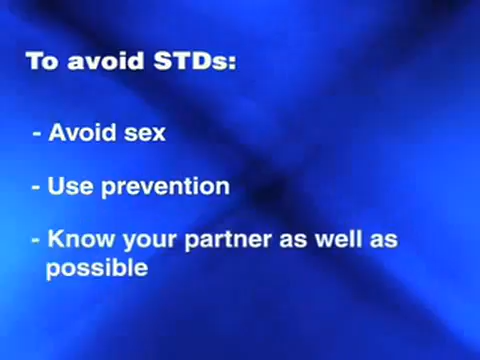 To avoid STDs:
- Avoid sex
- Use prevention
- Know your partner as well as
possible